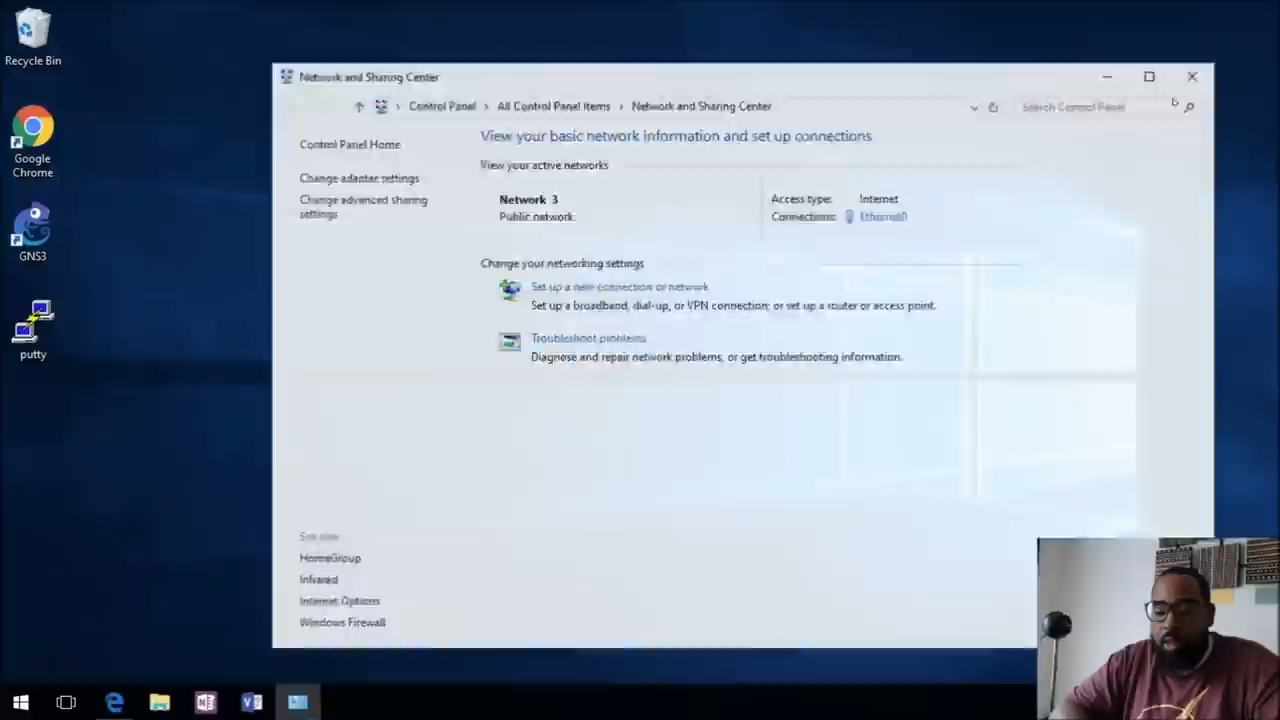 Recycle Bin
Google
Chrome
GNS3
putty
Network and Sharing Center
Control Panel › All Control Panel Items › Network and Sharing Center
Search Control Panel
Control Panel Home
Change adapter settings
Change advanced sharing
settings
View your basic network information and set up connections
View your active networks
Network 3
Public network
Access type: Internet
Connections: Ethernet0
Change your networking settings
Set up a new connection or network
Set up a broadband, dial-up, or VPN connection; or set up a router or access point.
Troubleshoot problems
Diagnose and repair network problems, or get troubleshooting information.
See also
HomeGroup
Infrared
Internet Options
Windows Firewall